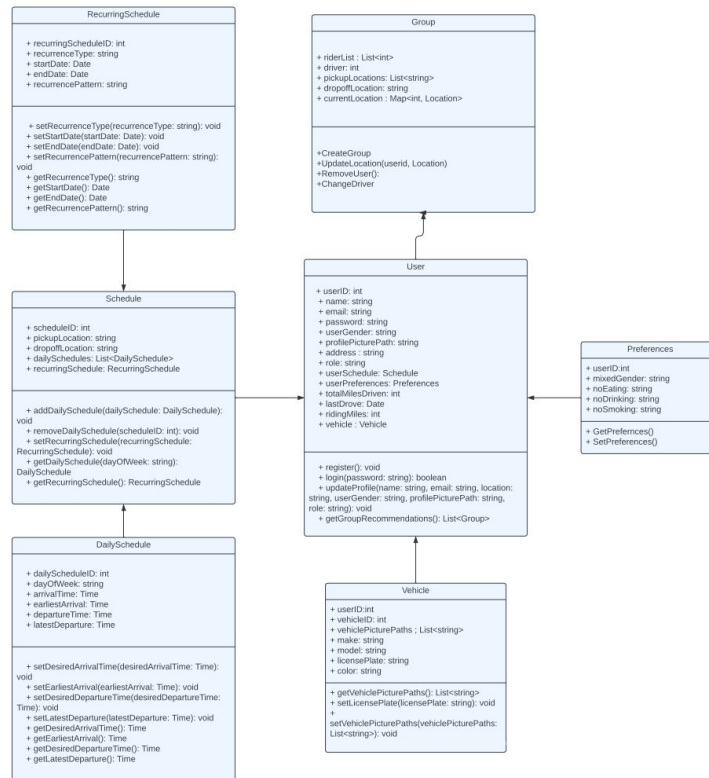 RecurringSchedule
+ recurringScheduleID: int
+ recurrenceType: string
+ startDate: Date
+ endDate: Date
+ recurrencePattern: string
+ setRecurrenceType(recurrenceType: string): void
+ setStartDate(startDate: Date): void
+ setEndDate(endDate: Date): void
+ setRecurrencePattern(recurrencePattern: string):
void
+ getRecurrenceType(): string
+ getStartDate(): Date
+ getEndDate(): Date
+ getRecurrencePattern(): string
Group
+ riderList : List<int>
+ driver: int
+ pickupLocations: List<string>
+ dropoffLocation: string
+ currentLocation : Map<int, Location>
+CreateGroup
+UpdateLocation(userid, Location)
+RemoveUser():
+ChangeDriver
Schedule
+ scheduleID: int
+ pickupLocation: string
+ dropoffLocation: string
+ dailySchedules: List<DailySchedule>
+ recurringSchedule: RecurringSchedule
+ addDailySchedule(dailySchedule: DailySchedule):
void
+ removeDailySchedule(scheduleID: int): void
+ setRecurringSchedule(recurringSchedule:
RecurringSchedule): void
+ getDailySchedule(dayOfWeek: string):
DailySchedule
+ getRecurringSchedule(): RecurringSchedule
User
+ userID: int
+ name: string
+ email: string
+ password: string
+ userGender: string
+ profilePicturePath: string
+ address : string
+ role: string
+ userSchedule: Schedule
+ userPreferences: Preferences
+ totalMilesDriven: int
+ lastDrove: Date
+ ridingMiles: int
+ vehicle : Vehicle
+ register(): void
+ login(password: string): boolean
+ updateProfile(name: string, email: string, location:
string, userGender: string, profilePicturePath: string,
role: string): void
+ getGroupRecommendations(): List<Group>
Preferences
+ userID:int
+ mixedGender: string
+ noEating: string
+ noDrinking: string
+ noSmoking: string
+ GetPrefernces()
+ SetPreferences()
DailySchedule
+ dailyScheduleID: int
+ dayOfWeek: string
+ arrivalTime: Time
+ earliestArrival: Time
+ departureTime: Time
+ latestDeparture: Time
+ setDesiredArrivalTime(desiredArrivalTime: Time):
void
+ setEarliestArrival(earliestArrival: Time): void
+ setDesiredDepartureTime(desiredDepartureTime:
Time): void
+ setLatestDeparture(latestDeparture: Time): void
+ getDesiredArrivalTime(): Time
+ getEarliestArrival(): Time
+ getDesiredDepartureTime(): Time
+ getLatestDeparture(): Time
Vehicle
+ userID:int
+ vehicleID: int
+ vehiclePicturePaths ; List<string>
+ make: string
+ model: string
+ licensePlate: string
+ color: string
+ getVehiclePicturePaths(): List<string>
+ setLicensePlate(licensePlate: string): void
+
setVehiclePicturePaths(vehiclePicturePaths:
List<string>): void